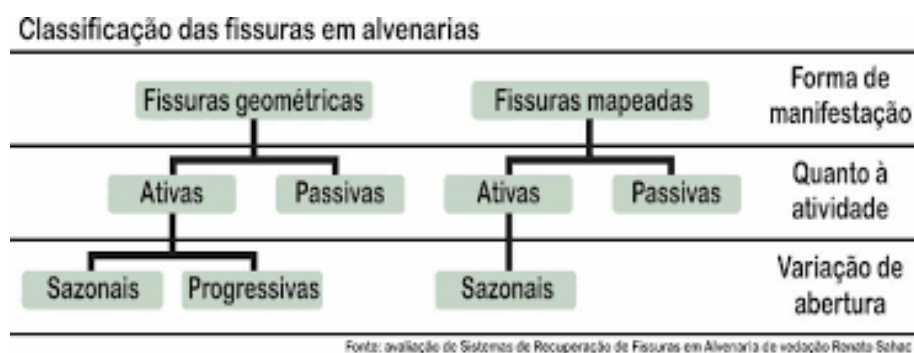 Classificação das fissuras em alvenarias
Fissuras geométricas
Fissuras mapeadas
Forma de
manifestação
Ativas
Passivas
Ativas
Passivas
Quanto à
atividade
Sazonais
Progressivas
Sazonais
Variação de
abertura
Fonte: avaliação de Sistemas de Recuperação de Fissuras em Alvenaria de vedação Renato Sahac